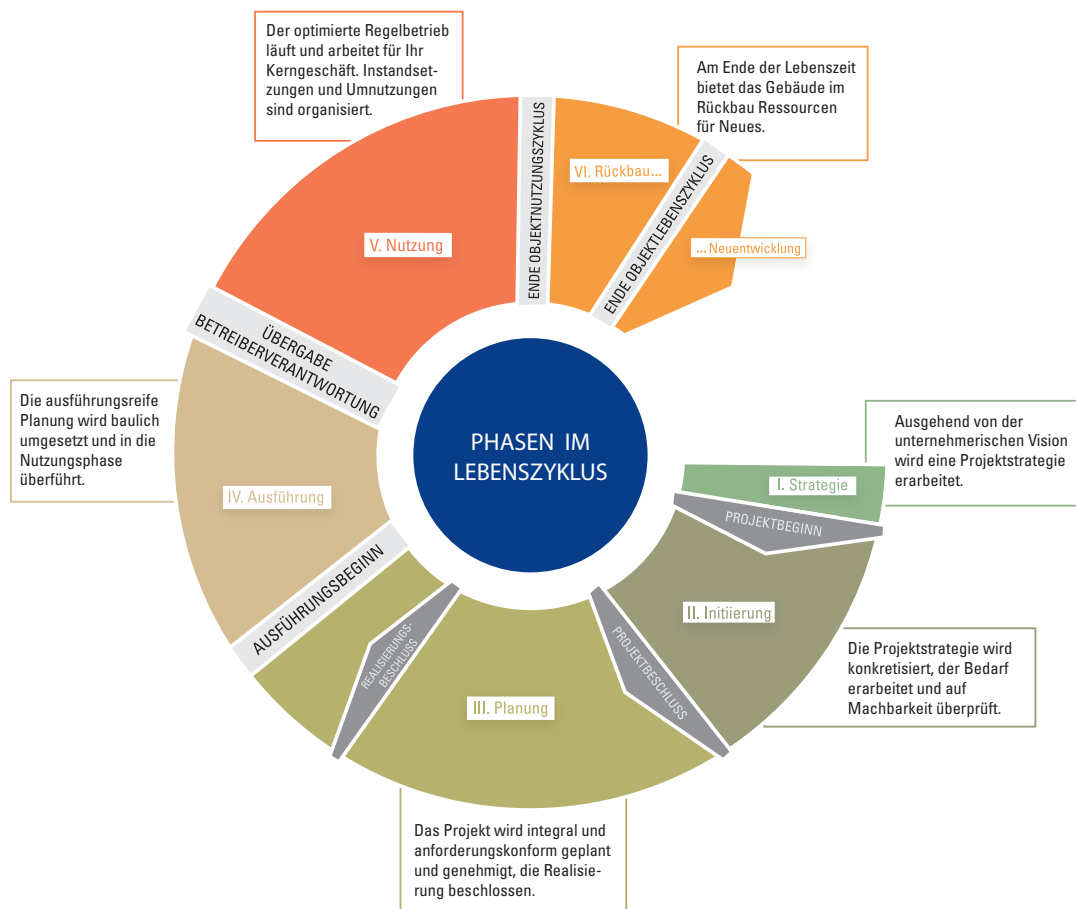 PHASEN IM
LEBENSZYKLUS
I. Strategie
Ausgehend von der
unternehmerischen Vision
wird eine Projektstrategie
erarbeitet.
PROJEKTBEGINN
II. Initiierung
Die Projektstrategie wird
konkretisiert, der Bedarf
erarbeitet und auf
Machbarkeit überprüft.
PROJEKTBESCHLUSS
III. Planung
Das Projekt wird integral und
anforderungskonform geplant
und genehmigt, die Realisie-
rung beschlossen.
REALISIERUNGS-
BESCHLUSS
AUSFÜHRUNGSBEGINN
IV. Ausführung
Die ausführungsreife
Planung wird baulich
umgesetzt und in die
Nutzungsphase
überführt.
ÜBERGABE
BETREIBERVERANTWORTUNG
V. Nutzung
Der optimierte Regelbetrieb
läuft und arbeitet für Ihr
Kerngeschäft. Instandset-
zungen und Umnutzungen
sind organisiert.
ENDE OBJEKTNUTZUNGSZYKLUS
VI. Rückbau...
Am Ende der Lebenszeit
bietet das Gebäude im
Rückbau Ressourcen
für Neues.
ENDE OBJEKTLEBENSZYKLUS
... Neuentwicklung